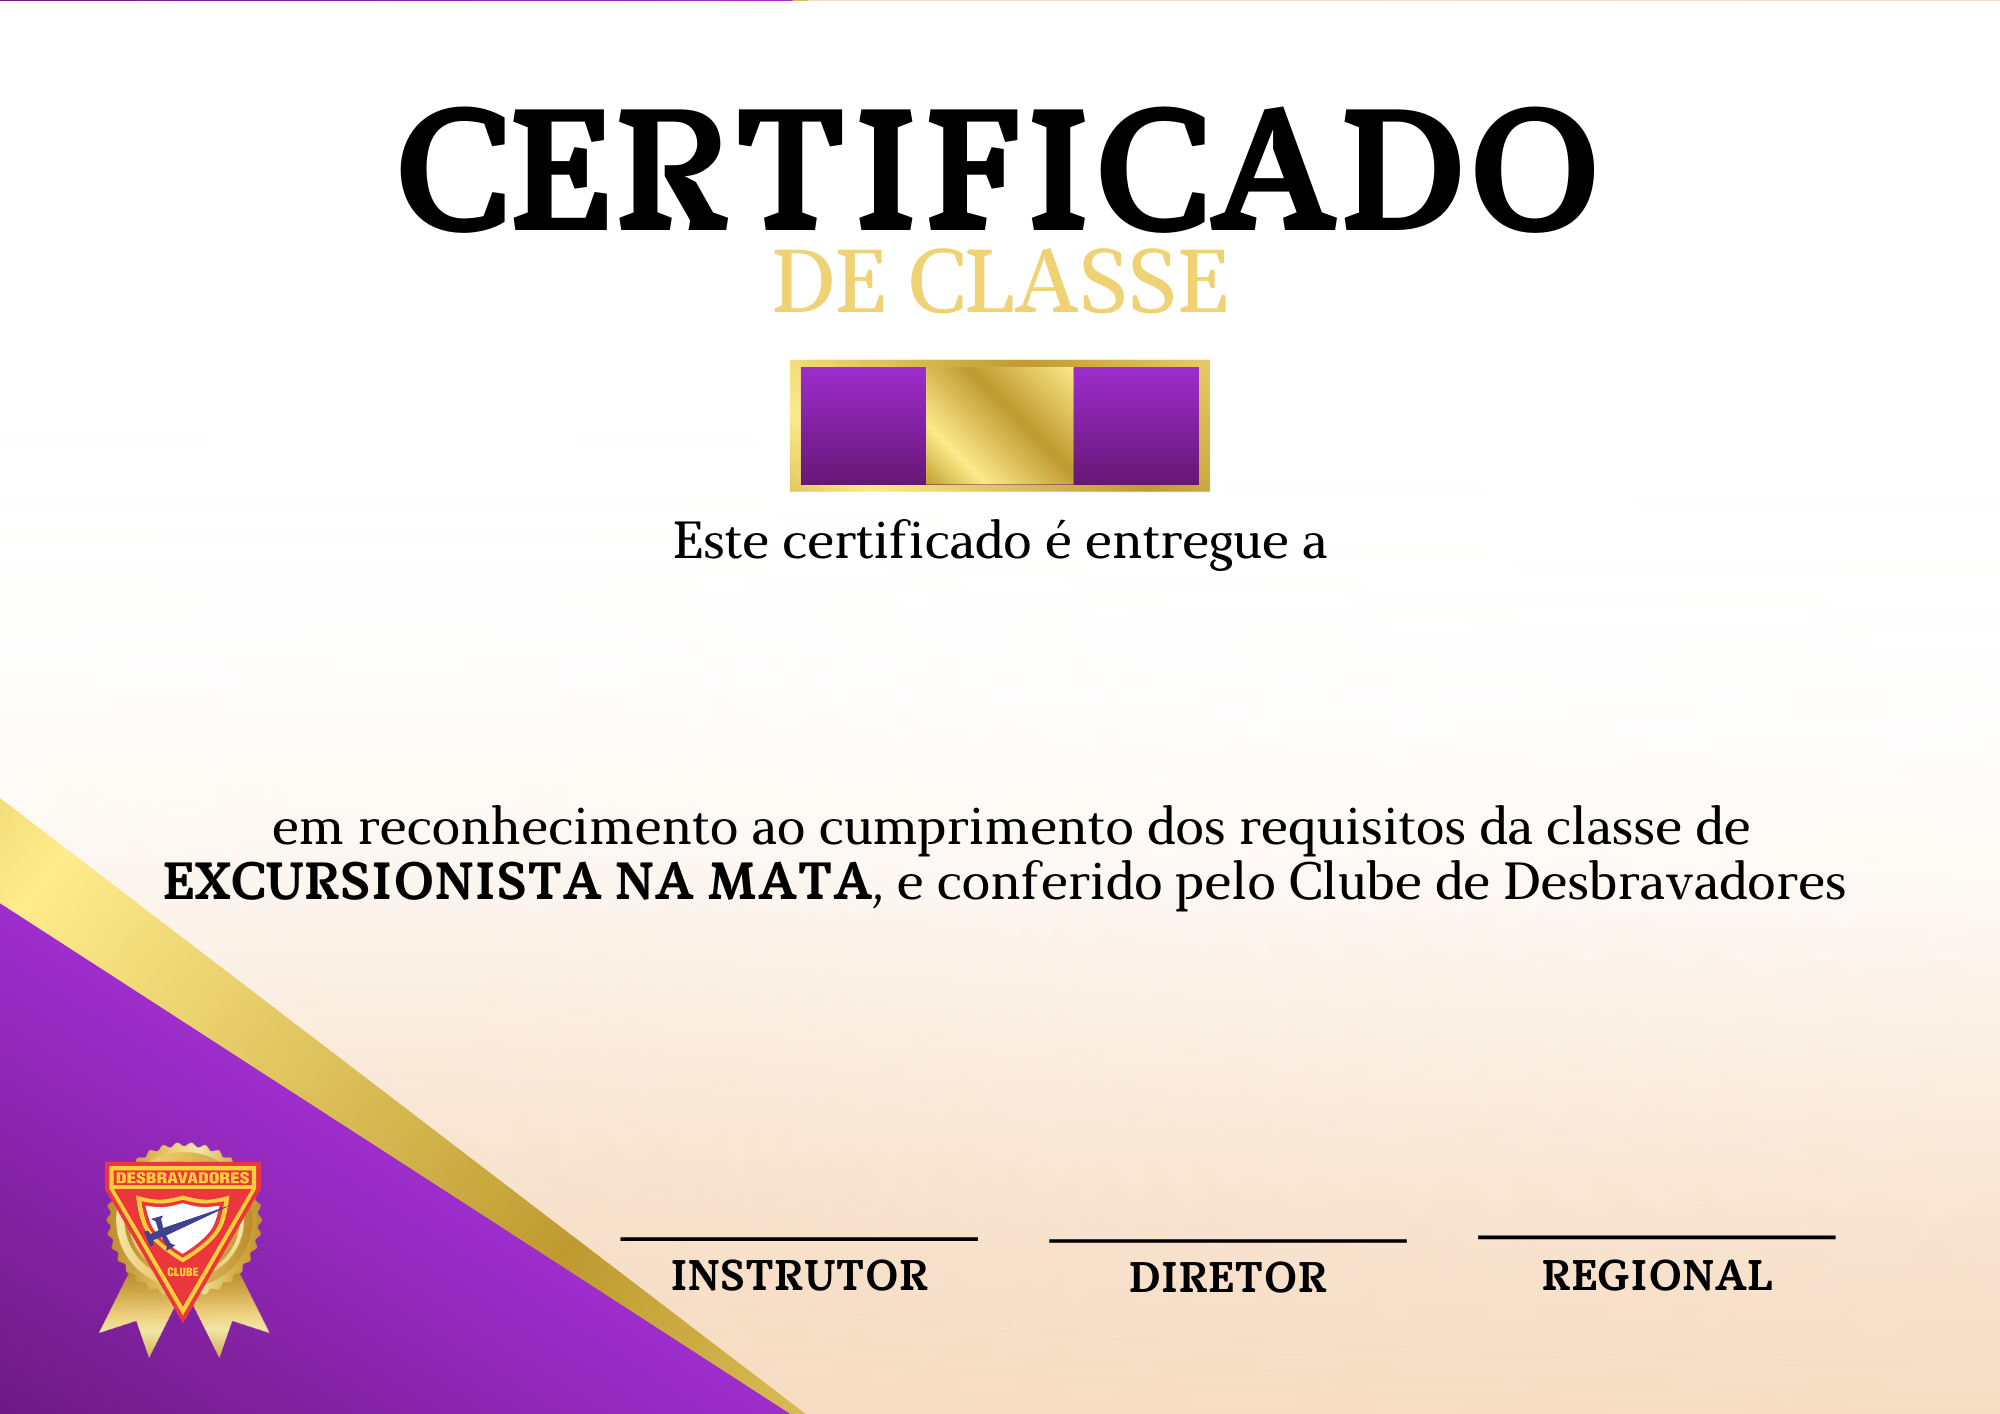 CERTIFICADO
DE CLASSE
Este certificado é entregue a
em reconhecimento ao cumprimento dos requisitos da classe de
EXCURSIONISTA NA MATA, e conferido pelo Clube de Desbravadores
DESBRAVADORES
CLUBE
INSTRUTOR
DIRETOR
REGIONAL